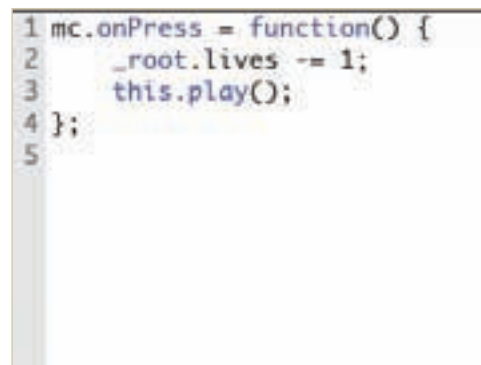 1 mc.onPress = function() {
2     _root.lives -= 1;
3     this.play();
4 };
5